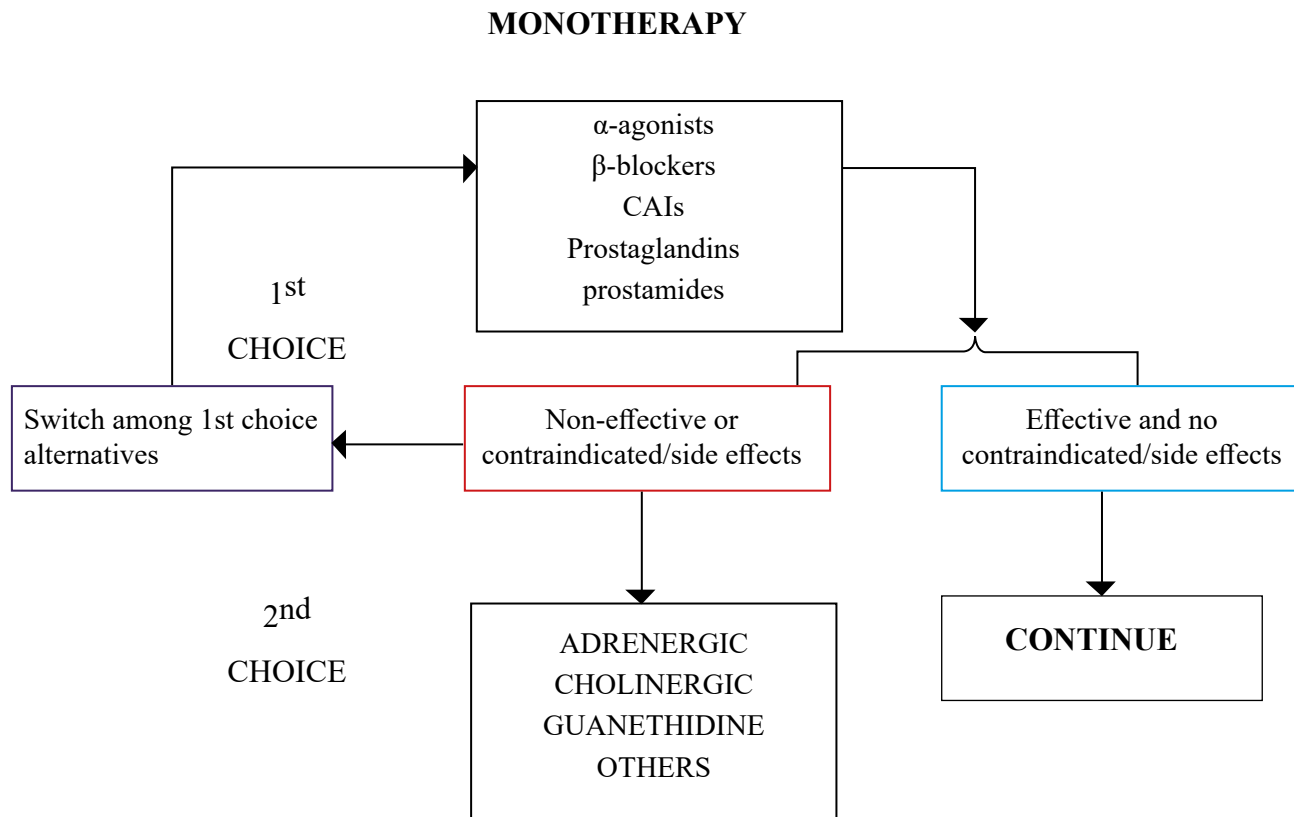 MONOTHERAPY
α-agonists
β-blockers
CAIs
Prostaglandins
prostamides
1st
CHOICE
Switch among 1st choice
alternatives
Non-effective or
contraindicated/side effects
Effective and no
contraindicated/side effects
2nd
CHOICE
ADRENERGIC
CHOLINERGIC
GUANETHIDINE
OTHERS
CONTINUE